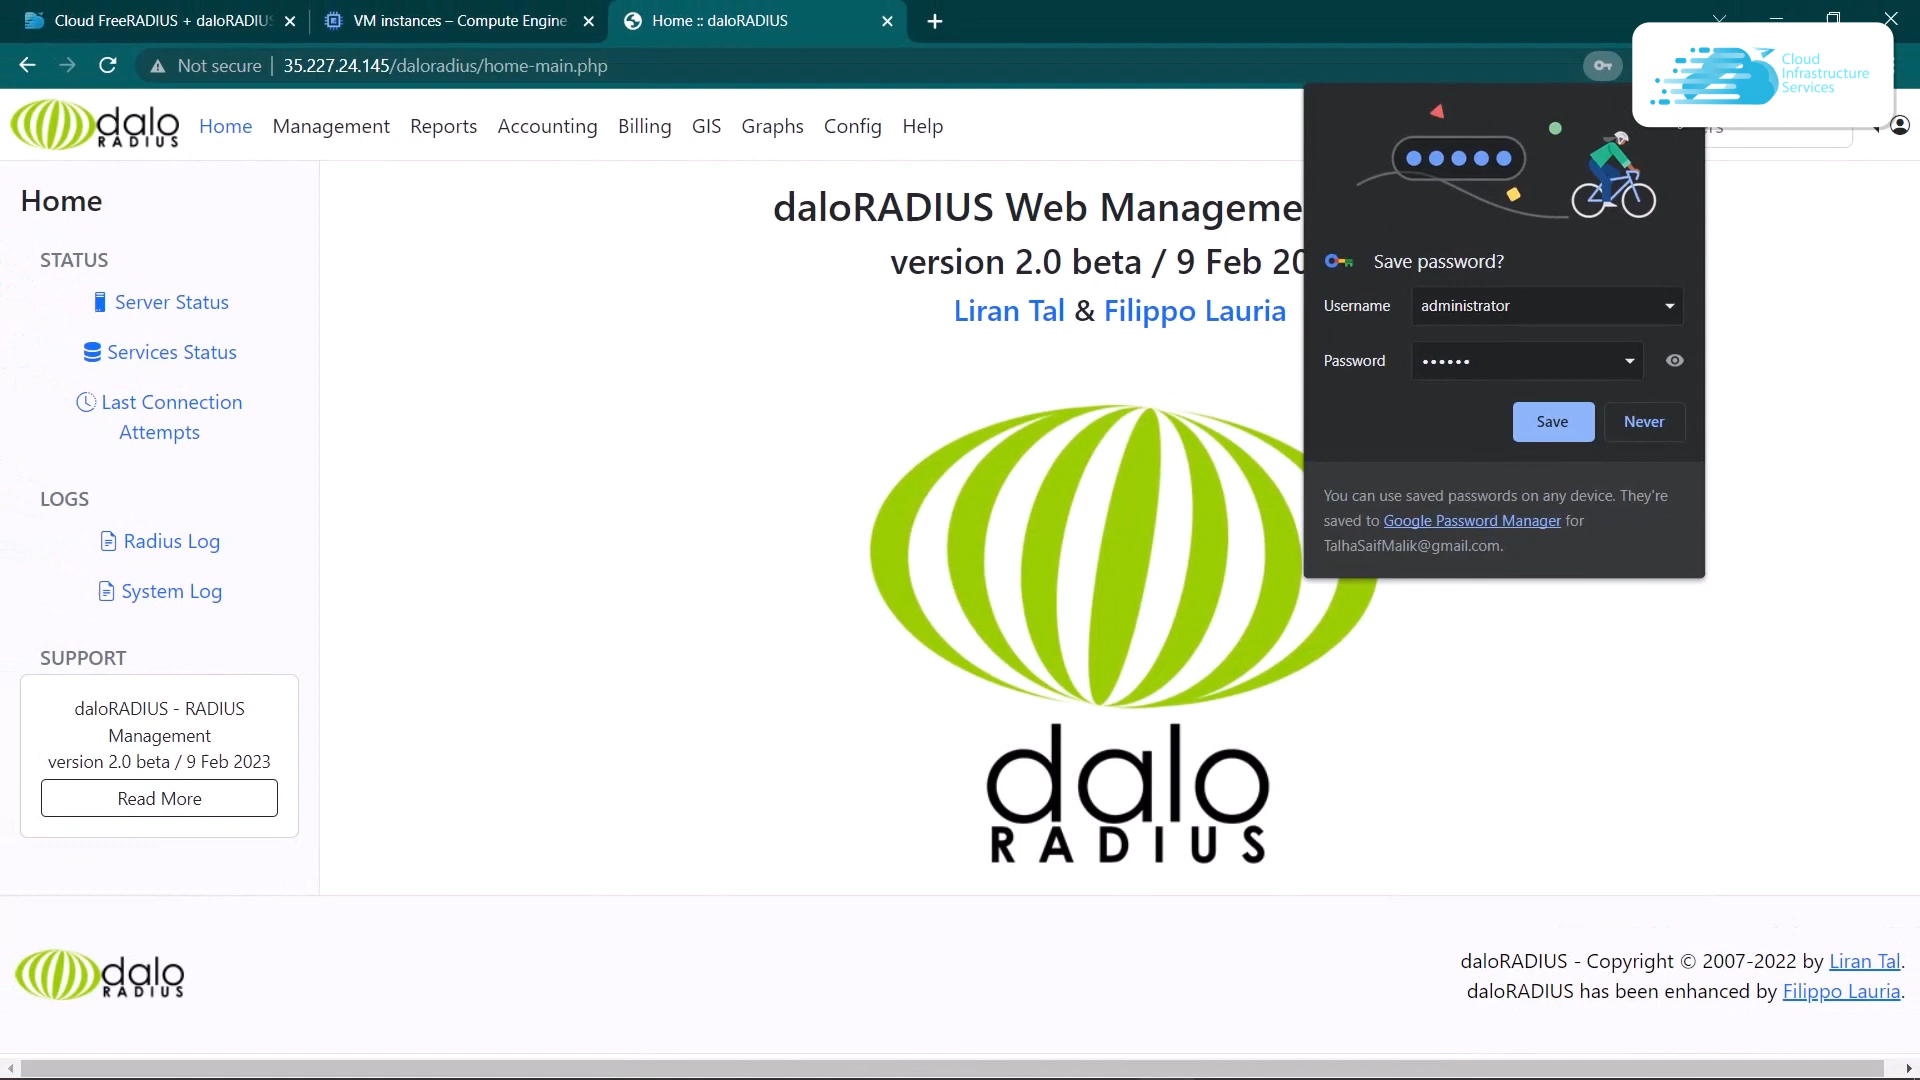 Cloud FreeRADIUS + daloRADIUS
VM instances – Compute Engine
Home :: daloRADIUS
Not secure
35.227.24.145/daloradius/home-main.php
Cloud
Infrastructure
Services
dalo
RADIUS
Home
Management
Reports
Accounting
Billing
GIS
Graphs
Config
Help
Home
STATUS
Server Status
Services Status
Last Connection
Attempts
LOGS
Radius Log
System Log
SUPPORT
daloRADIUS - RADIUS
Management
version 2.0 beta / 9 Feb 2023
Read More
daloRADIUS Web Manageme
version 2.0 beta / 9 Feb 20
Liran Tal & Filippo Lauria
dalo
RADIUS
Save password?
Username
administrator
Password
Save
Never
You can use saved passwords on any device. They're
saved to Google Password Manager for
TalhaSaifMalik@gmail.com.
dalo
RADIUS
daloRADIUS - Copyright © 2007-2022 by Liran Tal.
daloRADIUS has been enhanced by Filippo Lauria.